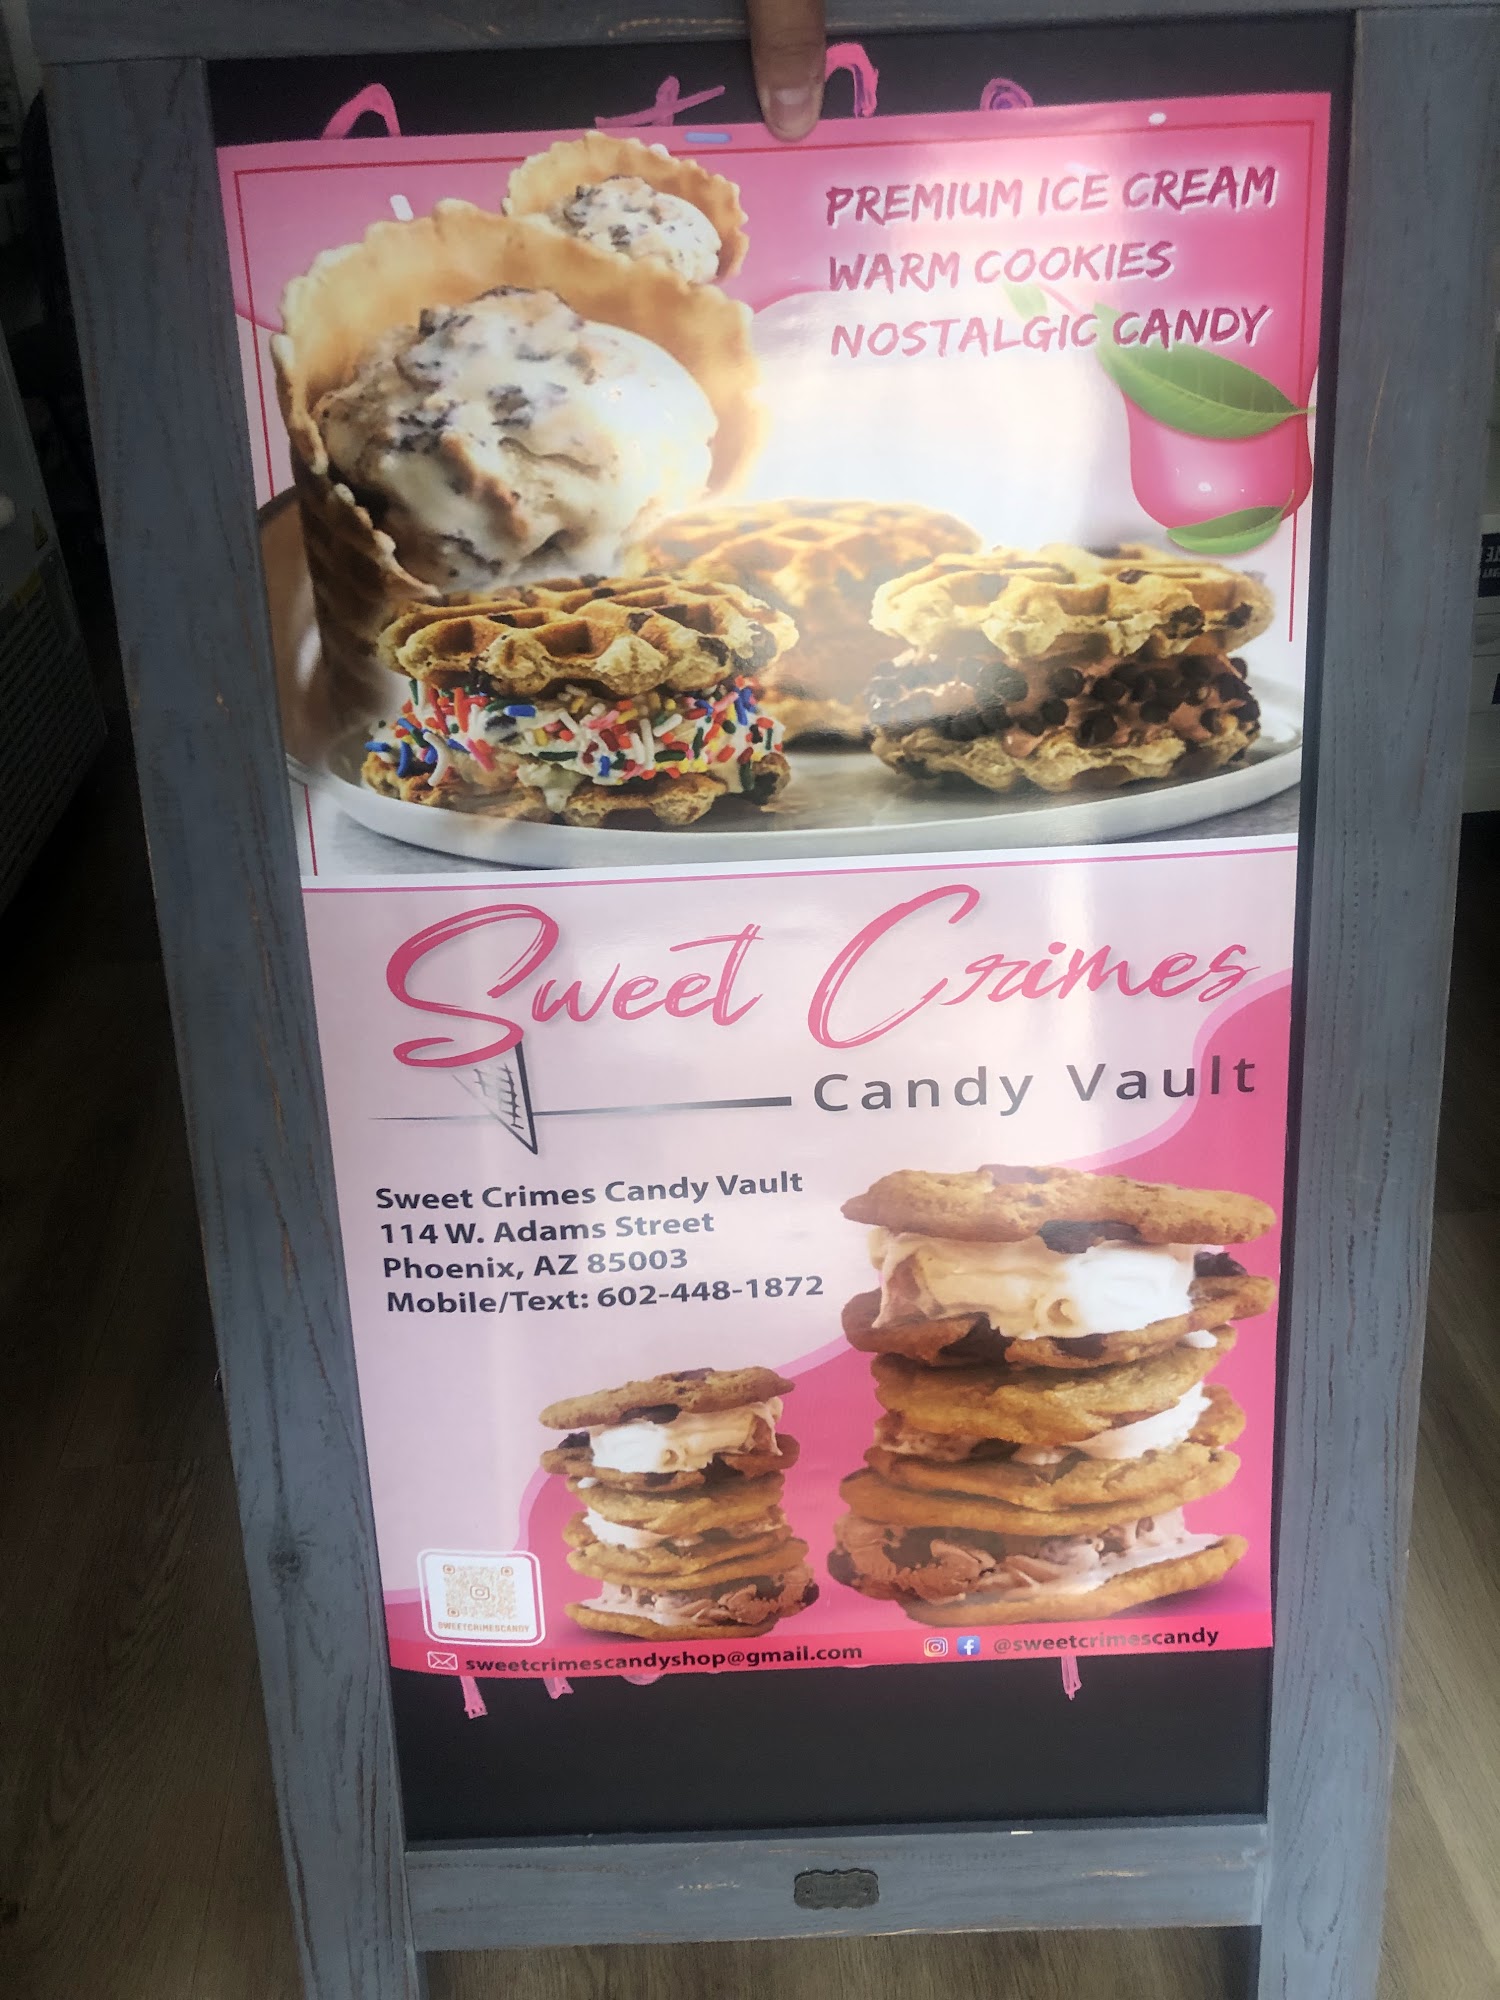 PREMIUM ICE CREAM
WARM COOKIES
NOSTALGIC CANDY
Sweet Crimes
Candy Vault
Sweet Crimes Candy Vault
114 W. Adams Street
Phoenix, AZ 85003
Mobile/Text: 602-448-1872
SWEETCRIMESCANDY
sweetcrimescandyshop@gmail.com
@sweetcrimescandy